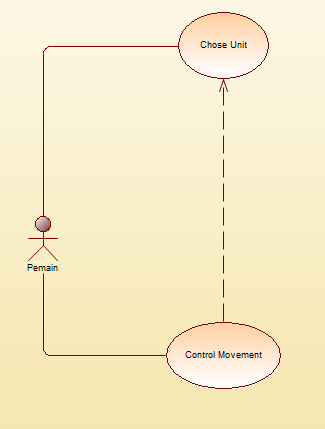 Chose Unit
Pemain
Control Movement